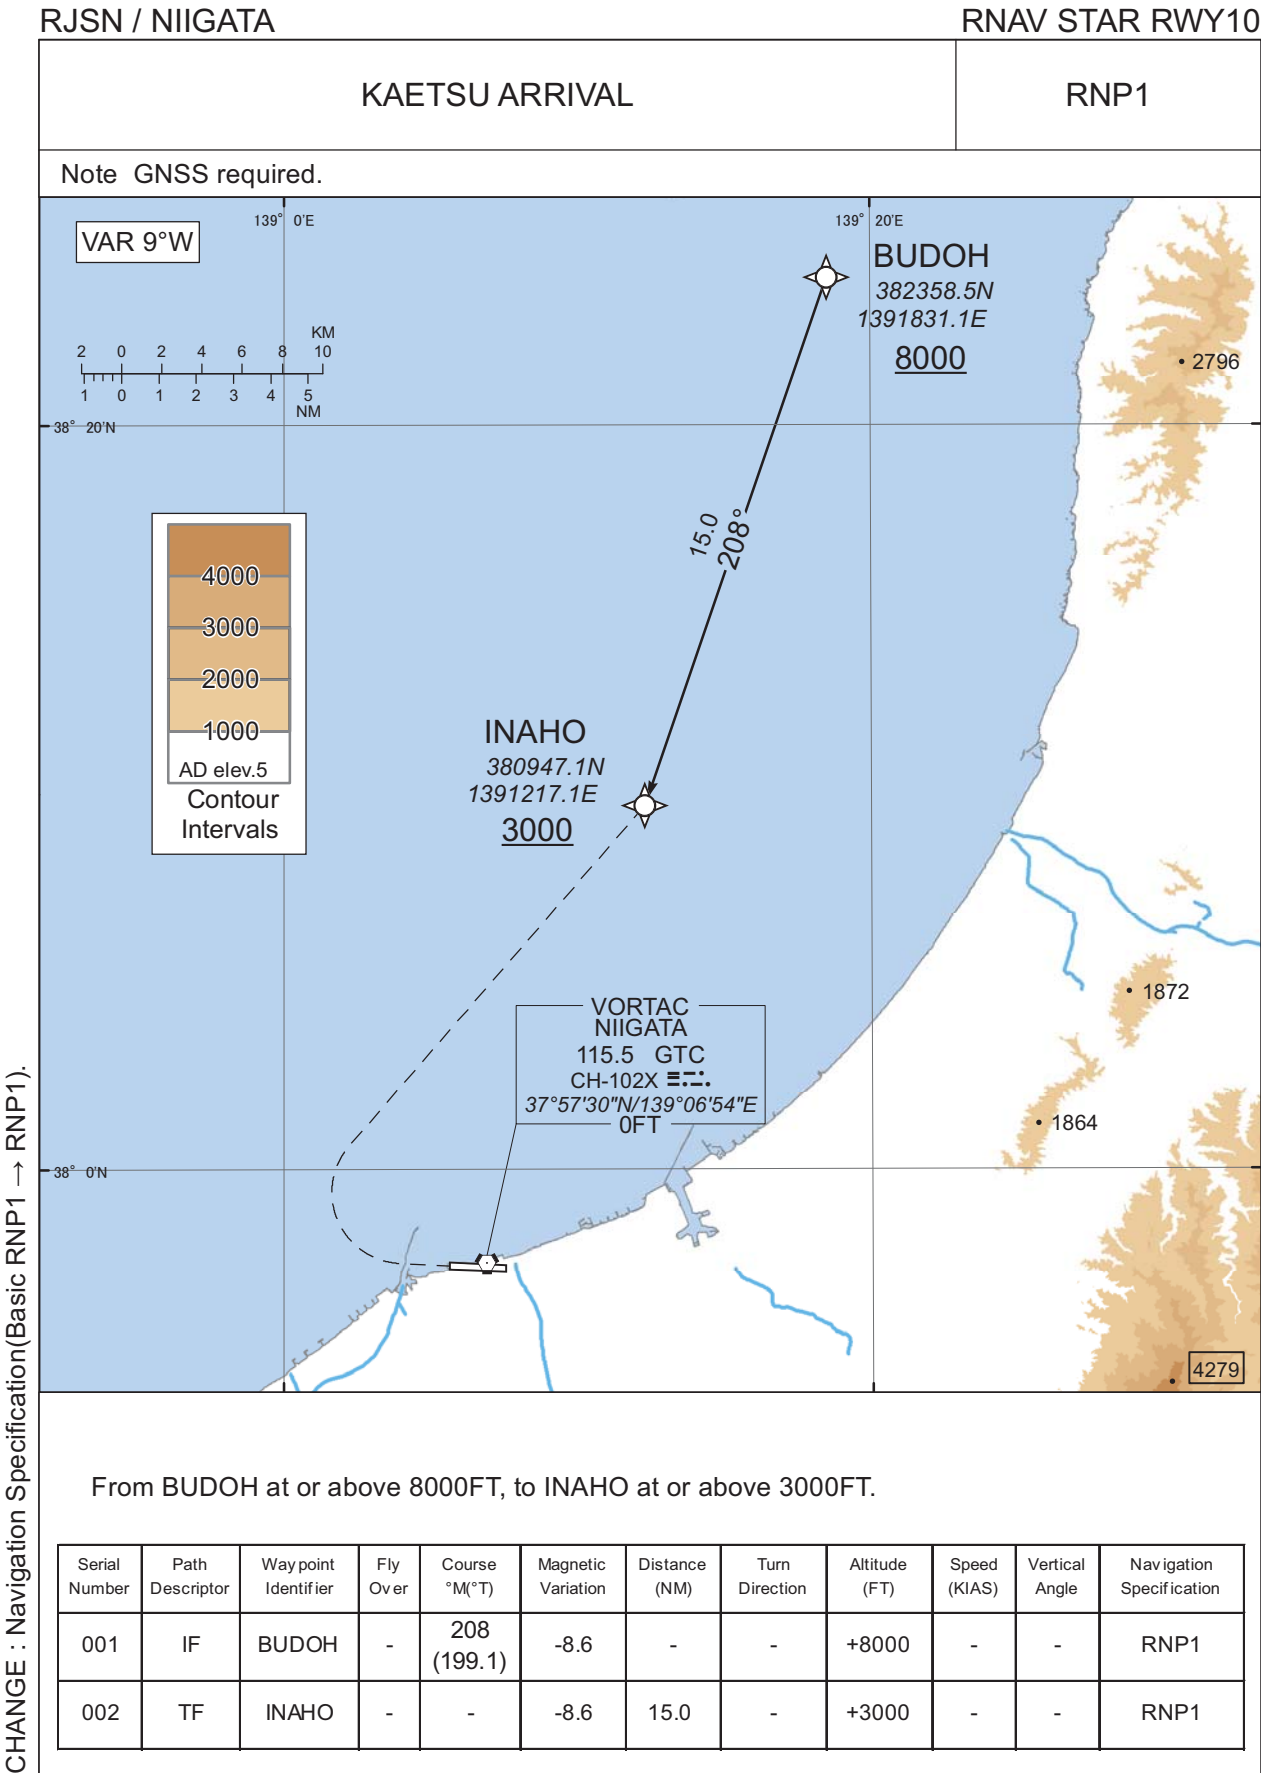 RJSN / NIIGATA
RNAV STAR RWY10
KAETSU ARRIVAL
RNP1
Note GNSS required.
VAR 9°W
139° 0'E
139° 20'E
BUDOH
382358.5N
1391831.1E
8000
KM
2 0 2 4 6 8 10
1 0 1 2 3 4 5
NM
2796
38° 20'N
15.0
208°
4000
3000
2000
1000
AD elev.5
Contour
Intervals
INAHO
380947.1N
1391217.1E
3000
VORTAC
NIIGATA
115.5 GTC
CH-102X
37°57'30"N/139°06'54"E
0FT
1872
1864
38° 0'N
4279
From BUDOH at or above 8000FT, to INAHO at or above 3000FT.
Serial Number Path Descriptor Waypoint Identifier Fly Over Course °M(°T) Magnetic Variation Distance (NM) Turn Direction Altitude (FT) Speed (KIAS) Vertical Angle Navigation Specification
001 IF BUDOH - 208 (199.1) -8.6 - - +8000 - - RNP1
002 TF INAHO - - -8.6 15.0 - +3000 - - RNP1
CHANGE : Navigation Specification(Basic RNP1 → RNP1).